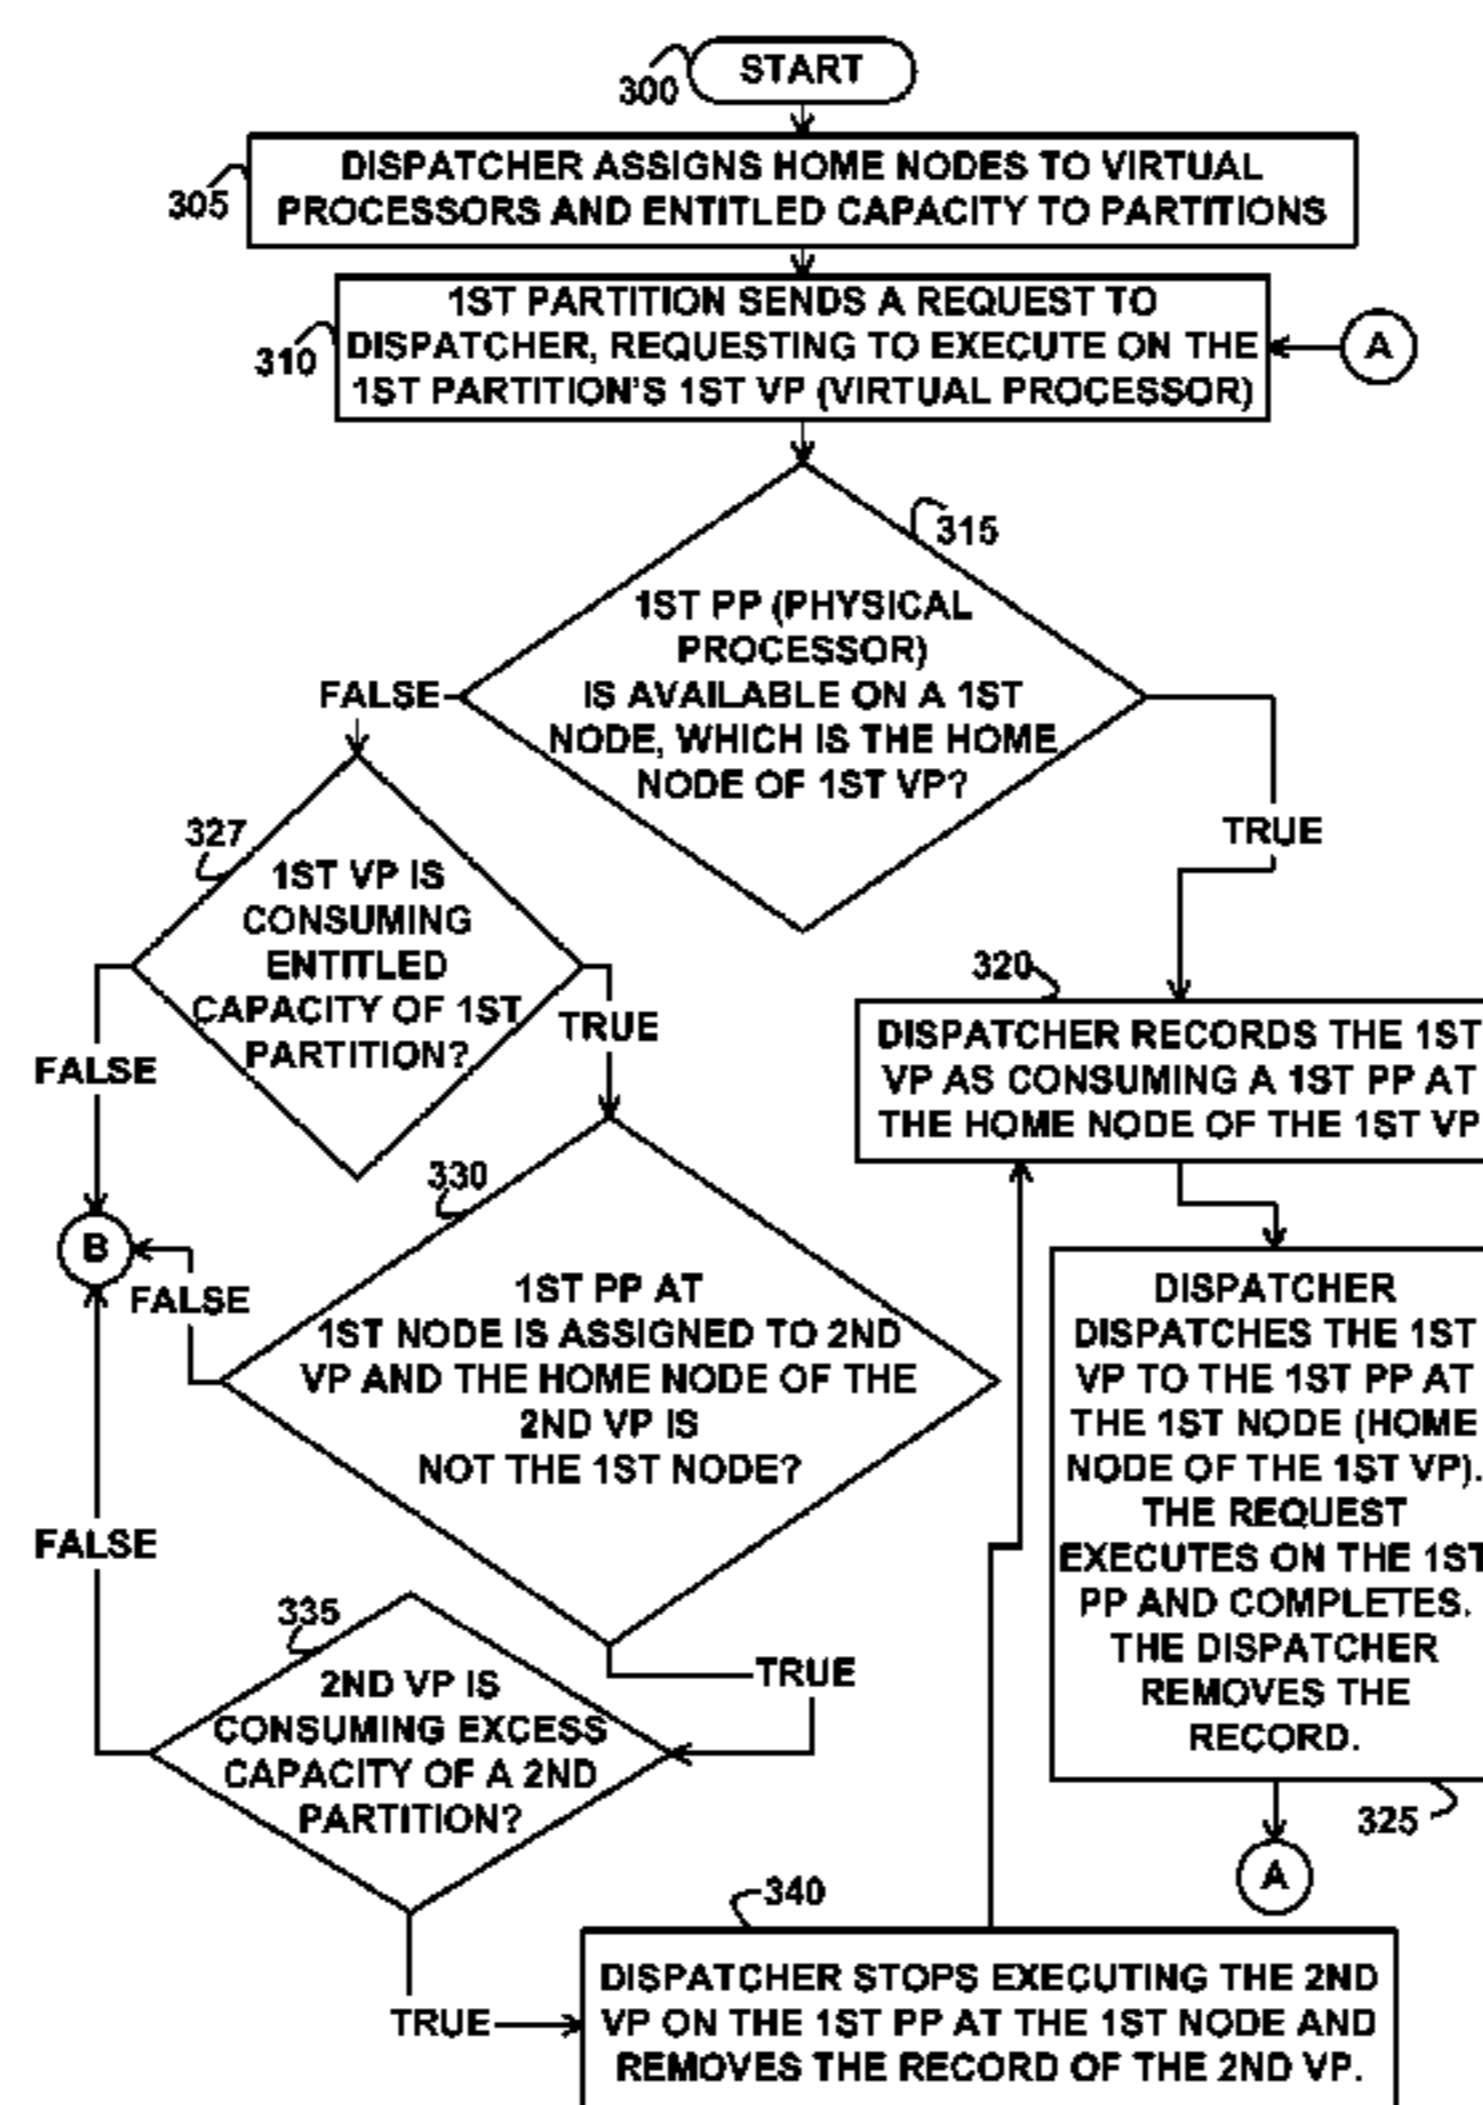 300
START
305
DISPATCHER ASSIGNS HOME NODES TO VIRTUAL
PROCESSORS AND ENTITLED CAPACITY TO PARTITIONS
310
1ST PARTITION SENDS A REQUEST TO
DISPATCHER, REQUESTING TO EXECUTE ON THE
1ST PARTITION'S 1ST VP (VIRTUAL PROCESSOR)
A
315
1ST PP (PHYSICAL
PROCESSOR)
IS AVAILABLE ON A 1ST
NODE, WHICH IS THE HOME
NODE OF 1ST VP?
FALSE
TRUE
327
1ST VP IS
CONSUMING
ENTITLED
CAPACITY OF 1ST
PARTITION?
FALSE
TRUE
320
DISPATCHER RECORDS THE 1ST
VP AS CONSUMING A 1ST PP AT
THE HOME NODE OF THE 1ST VP
330
B
FALSE
1ST PP AT
1ST NODE IS ASSIGNED TO 2ND
VP AND THE HOME NODE OF THE
2ND VP IS
NOT THE 1ST NODE?
TRUE
DISPATCHER
DISPATCHES THE 1ST
VP TO THE 1ST PP AT
THE 1ST NODE (HOME
NODE OF THE 1ST VP).
THE REQUEST
EXECUTES ON THE 1ST
PP AND COMPLETES.
THE DISPATCHER
REMOVES THE
RECORD.
325
A
FALSE
335
2ND VP IS
CONSUMING EXCESS
CAPACITY OF A 2ND
PARTITION?
TRUE
340
DISPATCHER STOPS EXECUTING THE 2ND
VP ON THE 1ST PP AT THE 1ST NODE AND
REMOVES THE RECORD OF THE 2ND VP.